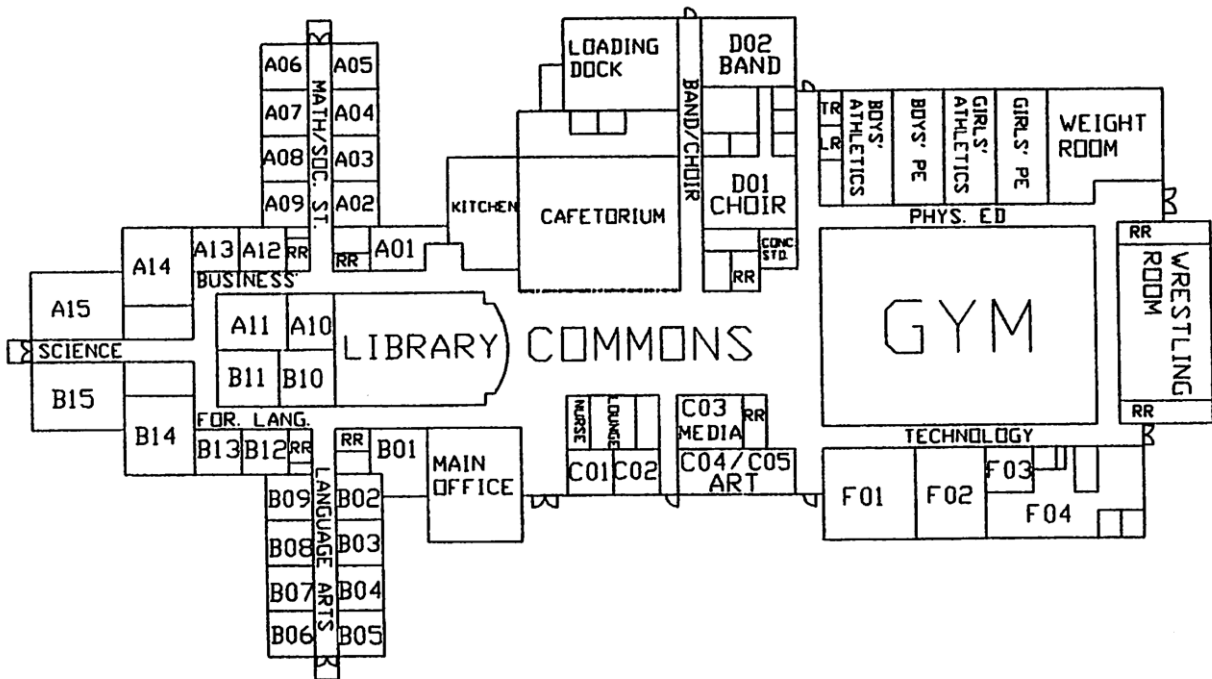 A06
A05
A07
A04
A08
A03
A09
A02
MATH/SOC. ST.
A14
A13
A12
RR
RR
A01
BUSINESS
A15
A11
A10
SCIENCE
B15
B11
B10
B14
FOR. LANG.
B13
B12
RR
RR
B01
B09
B02
B08
B03
B07
B04
B06
B05
LANGUAGE ARTS
LIBRARY
COMMONS
KITCHEN
CAFETORIUM
LOADING
DOCK
BAND/CHOIR
D02
BAND
D01
CHOIR
CONC.
STD.
RR
MAIN
OFFICE
NURSE
LOUNGE
C01
C02
C03
MEDIA
RR
C04/C05
ART
TR
LR
BOYS'
ATHLETICS
BOYS' PE
GIRLS'
ATHLETICS
GIRLS' PE
WEIGHT
ROOM
PHYS. ED
GYM
RR
WRESTLING
ROOM
RR
TECHNOLOGY
F01
F02
F03
F04